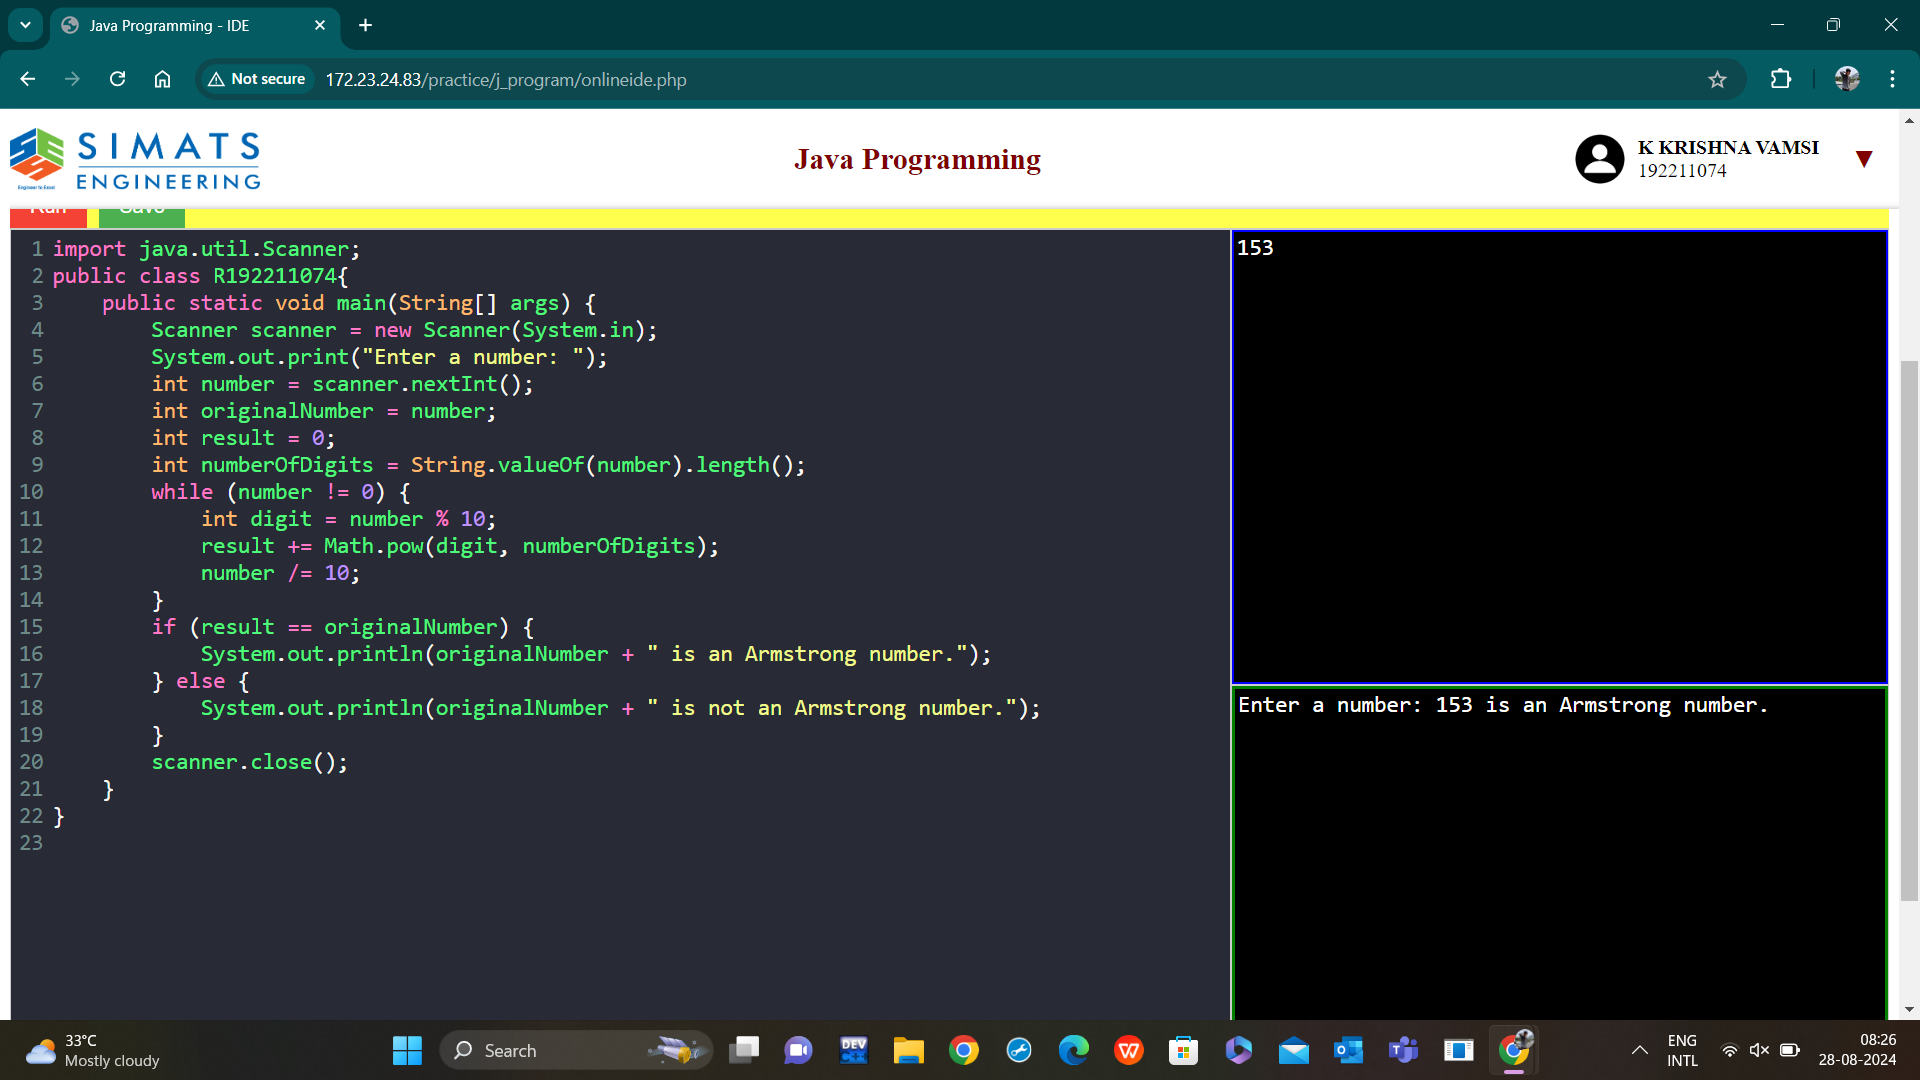 Java Programming - IDE
Not secure
172.23.24.83/practice/j_program/onlineide.php
SIMATS
ENGINEERING
Engineer to Excel
Java Programming
K KRISHNA VAMSI
192211074
Run
Save
1 import java.util.Scanner;
2 public class R192211074{
3     public static void main(String[] args) {
4         Scanner scanner = new Scanner(System.in);
5         System.out.print("Enter a number: ");
6         int number = scanner.nextInt();
7         int originalNumber = number;
8         int result = 0;
9         int numberOfDigits = String.valueOf(number).length();
10         while (number != 0) {
11             int digit = number % 10;
12             result += Math.pow(digit, numberOfDigits);
13             number /= 10;
14         }
15         if (result == originalNumber) {
16             System.out.println(originalNumber + " is an Armstrong number.");
17         } else {
18             System.out.println(originalNumber + " is not an Armstrong number.");
19         }
20         scanner.close();
21     }
22 }
23
153
Enter a number: 153 is an Armstrong number.
33°C
Mostly cloudy
Search
DEV
C++
ENG
INTL
08:26
28-08-2024